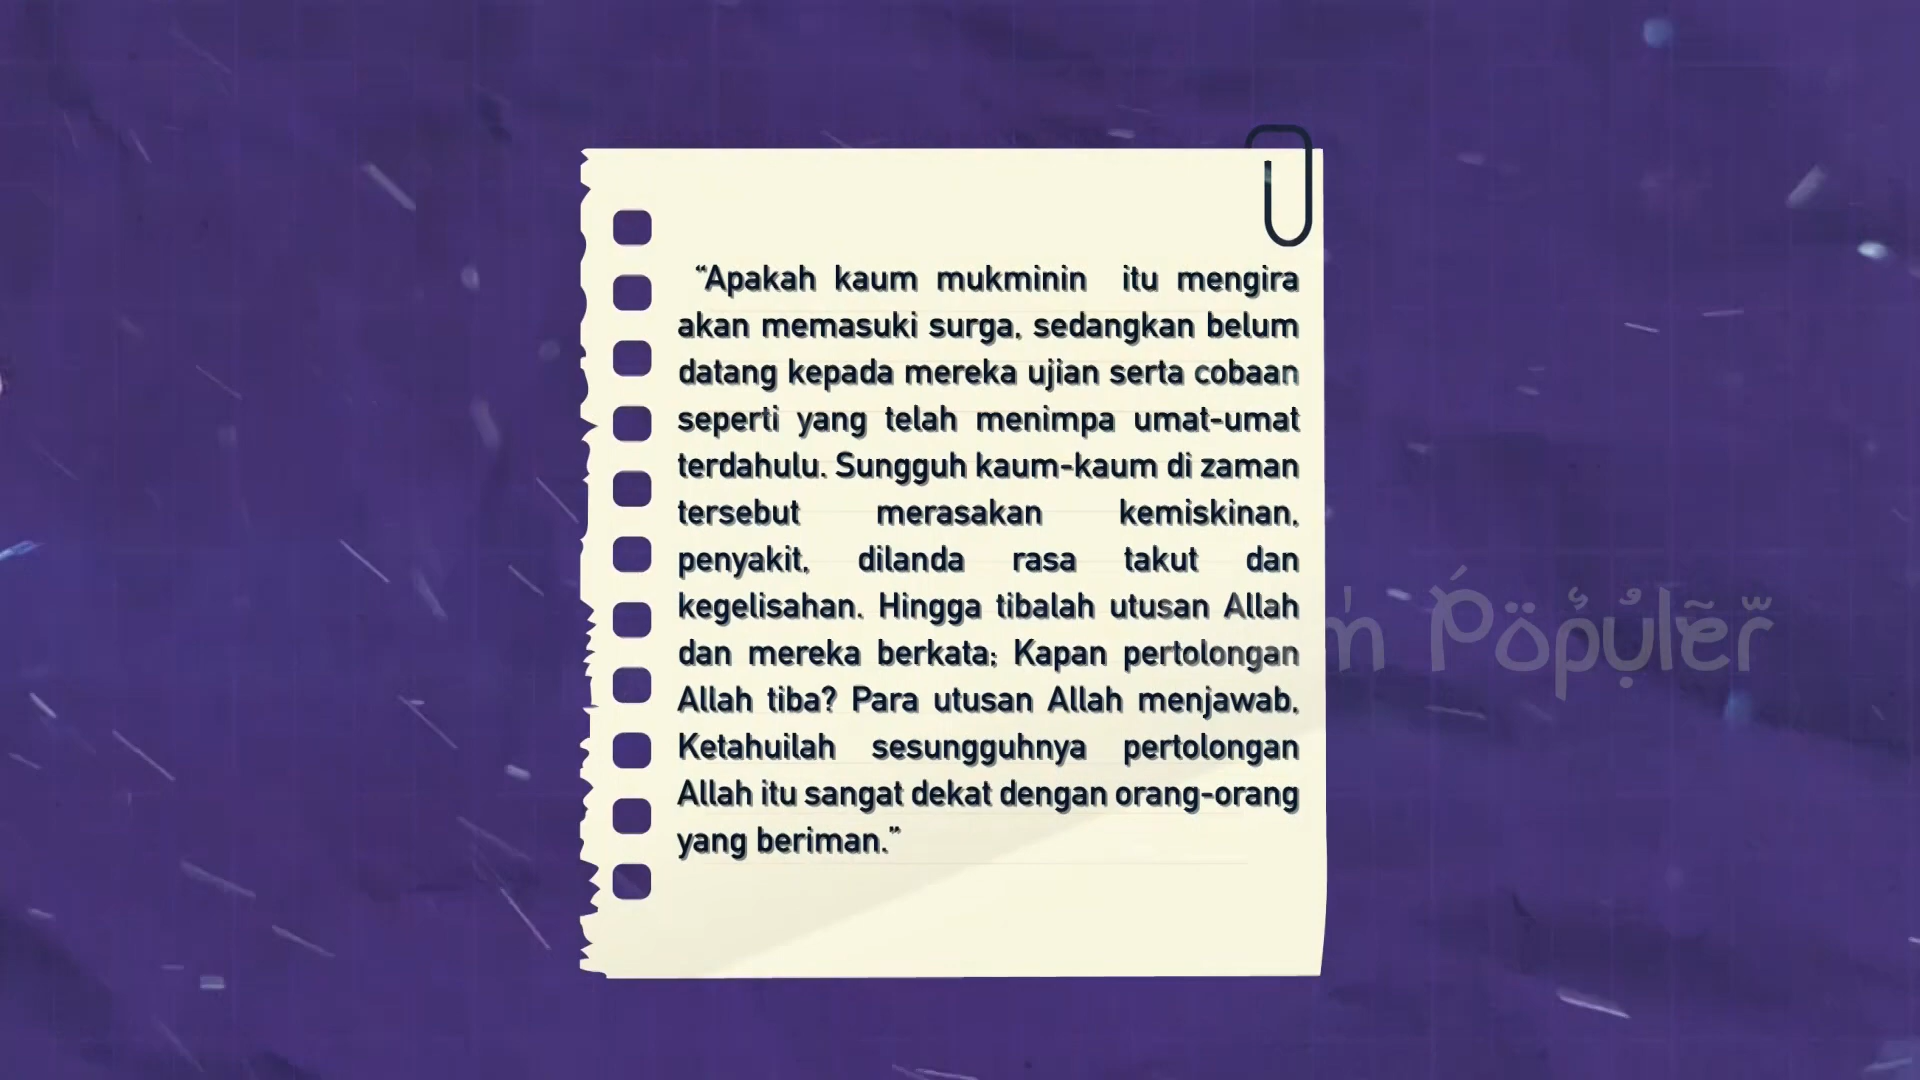 “Apakah kaum mukminin itu mengira
akan memasuki surga, sedangkan belum
datang kepada mereka ujian serta cobaan
seperti yang telah menimpa umat-umat
terdahulu. Sungguh kaum-kaum di zaman
tersebut merasakan kemiskinan,
penyakit, dilanda rasa takut dan
kegelisahan. Hingga tibalah utusan Allah
dan mereka berkata; Kapan pertolongan
Allah tiba? Para utusan Allah menjawab,
Ketahuilah sesungguhnya pertolongan
Allah itu sangat dekat dengan orang-orang
yang beriman.”
Populer